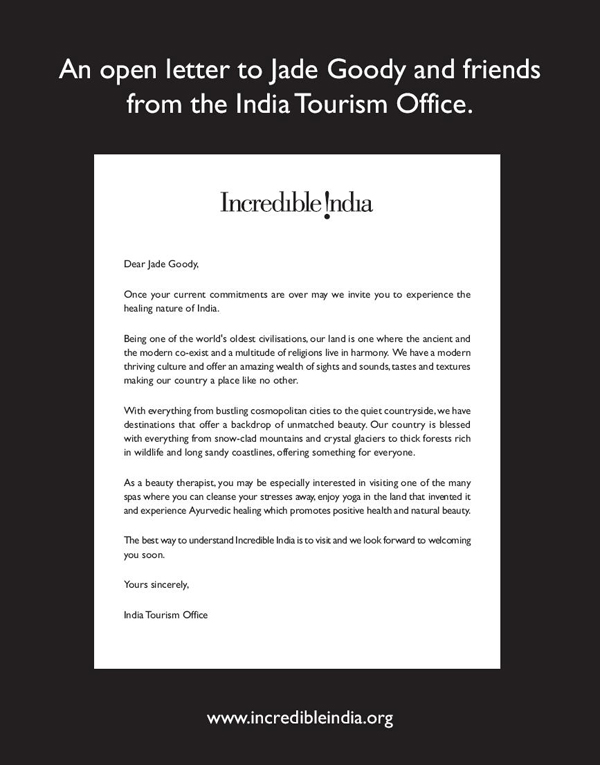 An open letter to Jade Goody and friends
from the India Tourism Office.
Incredible !ndia
Dear Jade Goody,
Once your current commitments are over may we invite you to experience the
healing nature of India.
Being one of the world's oldest civilisations, our land is one where the ancient and
the modern co-exist and a multitude of religions live in harmony. We have a modern
thriving culture and offer an amazing wealth of sights and sounds, tastes and textures
making our country a place like no other.
With everything from bustling cosmopolitan cities to the quiet countryside, we have
destinations that offer a backdrop of unmatched beauty. Our country is blessed
with everything from snow-clad mountains and crystal glaciers to thick forests rich
in wildlife and long sandy coastlines, offering something for everyone.
As a beauty therapist, you may be especially interested in visiting one of the many
spas where you can cleanse your stresses away, enjoy yoga in the land that invented it
and experience Ayurvedic healing which promotes positive health and natural beauty.
The best way to understand Incredible India is to visit and we look forward to welcoming
you soon.
Yours sincerely,
India Tourism Office
www.incredibleindia.org